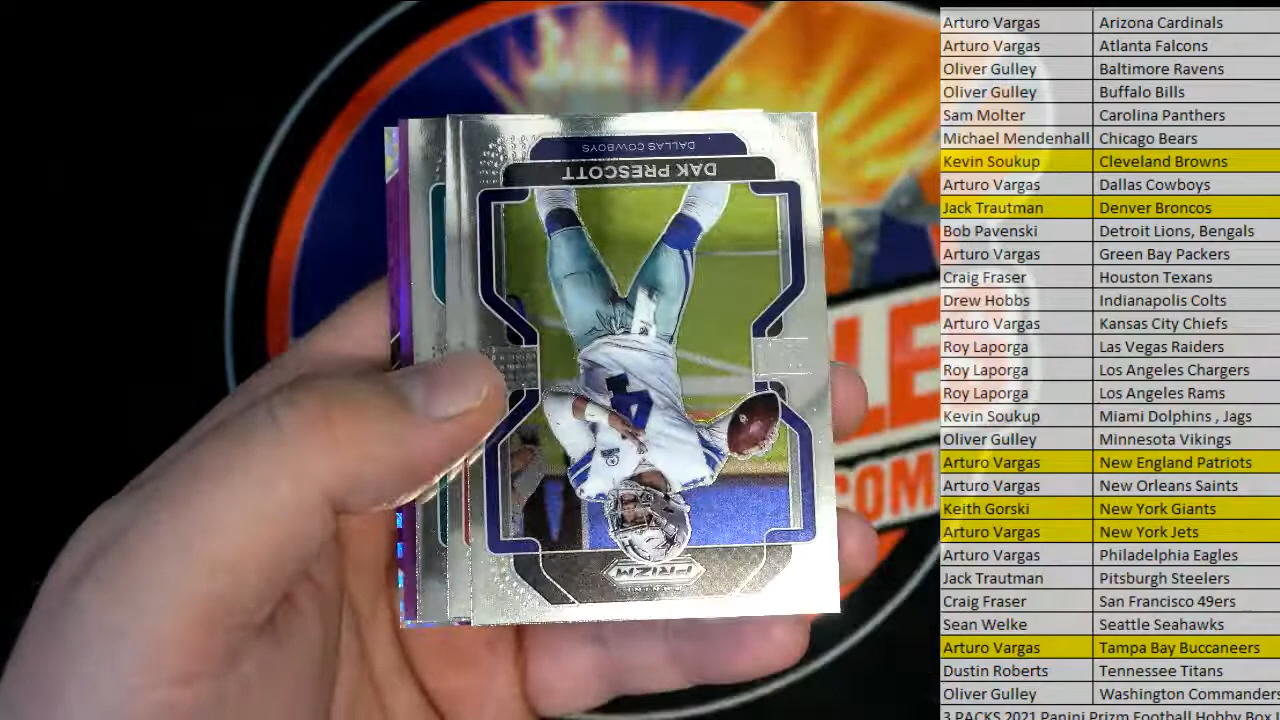 DALLAS COWBOYS
DAK PRESCOTT
4
PANINI
PRIZM
LE
COM
Arturo Vargas Arizona Cardinals
Arturo Vargas Atlanta Falcons
Oliver Gulley Baltimore Ravens
Oliver Gulley Buffalo Bills
Sam Molter Carolina Panthers
Michael Mendenhall Chicago Bears
Kevin Soukup Cleveland Browns
Arturo Vargas Dallas Cowboys
Jack Trautman Denver Broncos
Bob Pavenski Detroit Lions, Bengals
Arturo Vargas Green Bay Packers
Craig Fraser Houston Texans
Drew Hobbs Indianapolis Colts
Arturo Vargas Kansas City Chiefs
Roy Laporga Las Vegas Raiders
Roy Laporga Los Angeles Chargers
Roy Laporga Los Angeles Rams
Kevin Soukup Miami Dolphins , Jags
Oliver Gulley Minnesota Vikings
Arturo Vargas New England Patriots
Arturo Vargas New Orleans Saints
Keith Gorski New York Giants
Arturo Vargas New York Jets
Arturo Vargas Philadelphia Eagles
Jack Trautman Pitsburgh Steelers
Craig Fraser San Francisco 49ers
Sean Welke Seattle Seahawks
Arturo Vargas Tampa Bay Buccaneers
Dustin Roberts Tennessee Titans
Oliver Gulley Washington Commanders
3 PACKS 2021 Panini Prizm Football Hobby Box